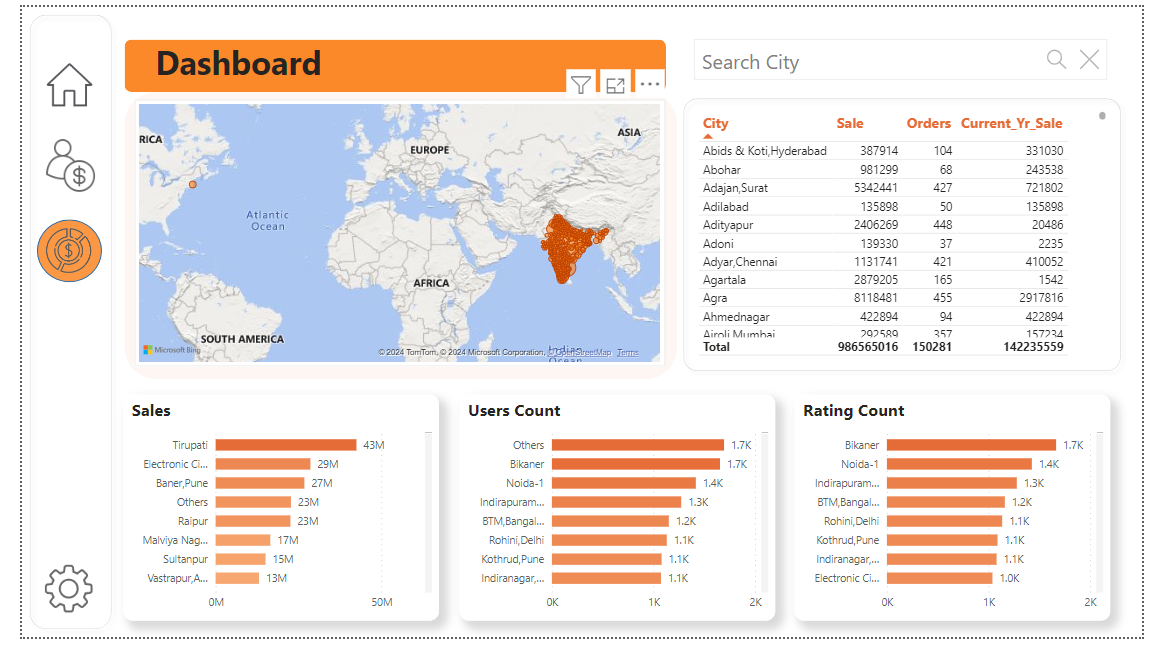 Dashboard
Search City
RICA
EUROPE
ASIA
Atlantic
Ocean
AFRICA
SOUTH AMERICA
Indian
Ocean
Microsoft Bing
© 2024 TomTom, © 2024 Microsoft Corporation, © OpenStreetMap Terms
City Sale Orders Current_Yr_Sale
Abids & Koti,Hyderabad 387914 104 331030
Abohar 981299 68 243538
Adajan,Surat 5342441 427 721802
Adilabad 135898 50 135898
Adityapur 2406269 448 20486
Adoni 139330 37 2235
Adyar,Chennai 1131741 421 410052
Agartala 2879205 165 1542
Agra 8118481 455 2917816
Ahmednagar 422894 94 422894
Airoli,Mumbai 292589 357 157234
Total 986565016 150281 142235559
Sales
Tirupati 43M
Electronic Ci... 29M
Baner,Pune 27M
Others 23M
Raipur 23M
Malviya Nag... 17M
Sultanpur 15M
Vastrapur,A... 13M
0M 50M
Users Count
Others 1.7K
Bikaner 1.7K
Noida-1 1.4K
Indirapuram... 1.3K
BTM,Bangal... 1.2K
Rohini,Delhi 1.1K
Kothrud,Pune 1.1K
Indiranagar,... 1.1K
0K 1K 2K
Rating Count
Bikaner 1.7K
Noida-1 1.4K
Indirapuram... 1.3K
BTM,Bangal... 1.2K
Rohini,Delhi 1.1K
Kothrud,Pune 1.1K
Indiranagar,... 1.1K
Electronic Ci... 1.0K
0K 1K 2K